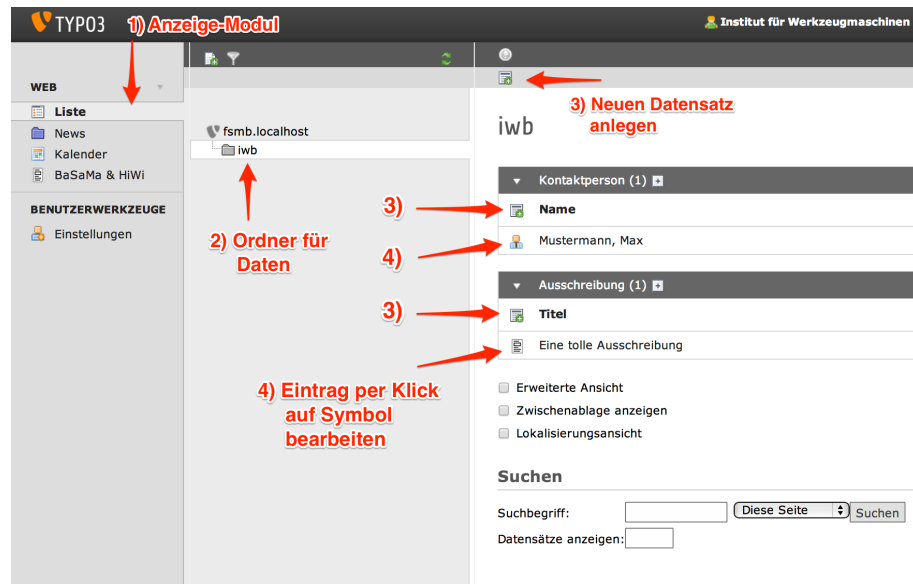 TYPO3
1) Anzeige-Modul
Institut für Werkzeugmaschinen
WEB
Liste
News
Kalender
BaSaMa & HiWi
BENUTZERWERKZEUGE
Einstellungen
fsmb.localhost
iwb
2) Ordner für
Daten
3) Neuen Datensatz
anlegen
iwb
Kontaktperson (1)
3)
Name
4)
Mustermann, Max
Ausschreibung (1)
3)
Titel
Eine tolle Ausschreibung
4) Eintrag per Klick
auf Symbol
bearbeiten
Erweiterte Ansicht
Zwischenablage anzeigen
Lokalisierungsansicht
Suchen
Suchbegriff:
Diese Seite
Suchen
Datensätze anzeigen: